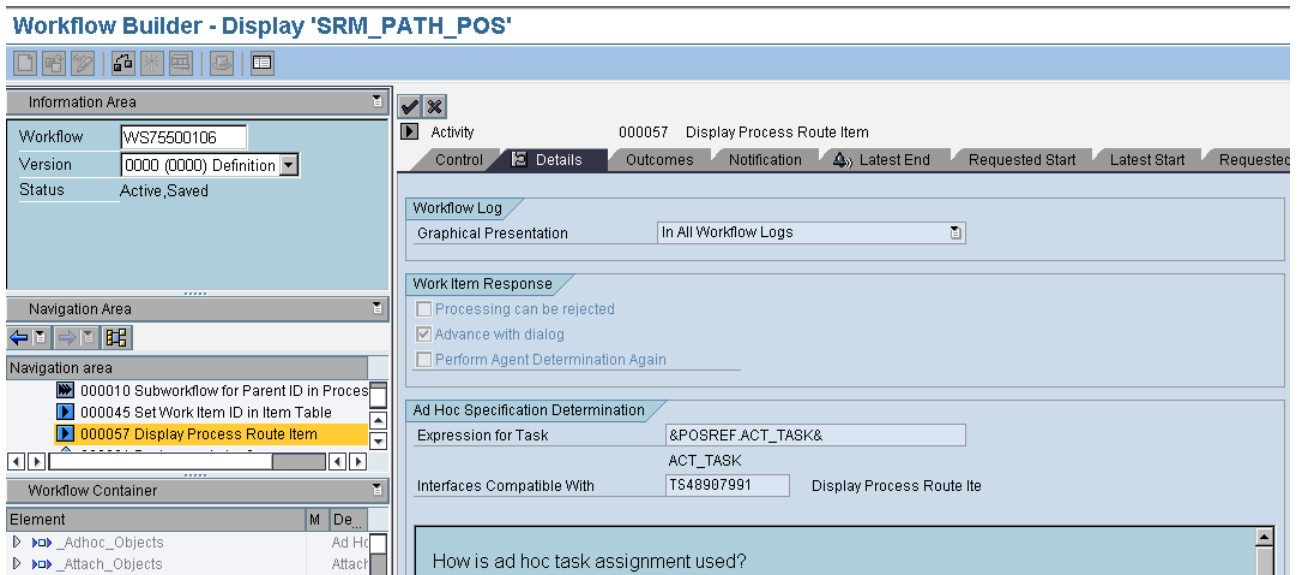 Workflow Builder - Display 'SRM_PATH_POS'
Information Area
Workflow WS75500106
Version 0000 (0000) Definition
Status Active,Saved
Navigation Area
Navigation area
000010 Subworkflow for Parent ID in Proces
000045 Set Work Item ID in Item Table
000057 Display Process Route Item
Workflow Container
Element M De...
_Adhoc_Objects Ad Ho
_Attach_Objects Attach
Activity 000057 Display Process Route Item
Control Details Outcomes Notification Latest End Requested Start Latest Start Requested
Workflow Log
Graphical Presentation In All Workflow Logs
Work Item Response
Processing can be rejected
Advance with dialog
Perform Agent Determination Again
Ad Hoc Specification Determination
Expression for Task &POSREF.ACT_TASK&
ACT_TASK
Interfaces Compatible With TS48907991 Display Process Route Ite
How is ad hoc task assignment used?